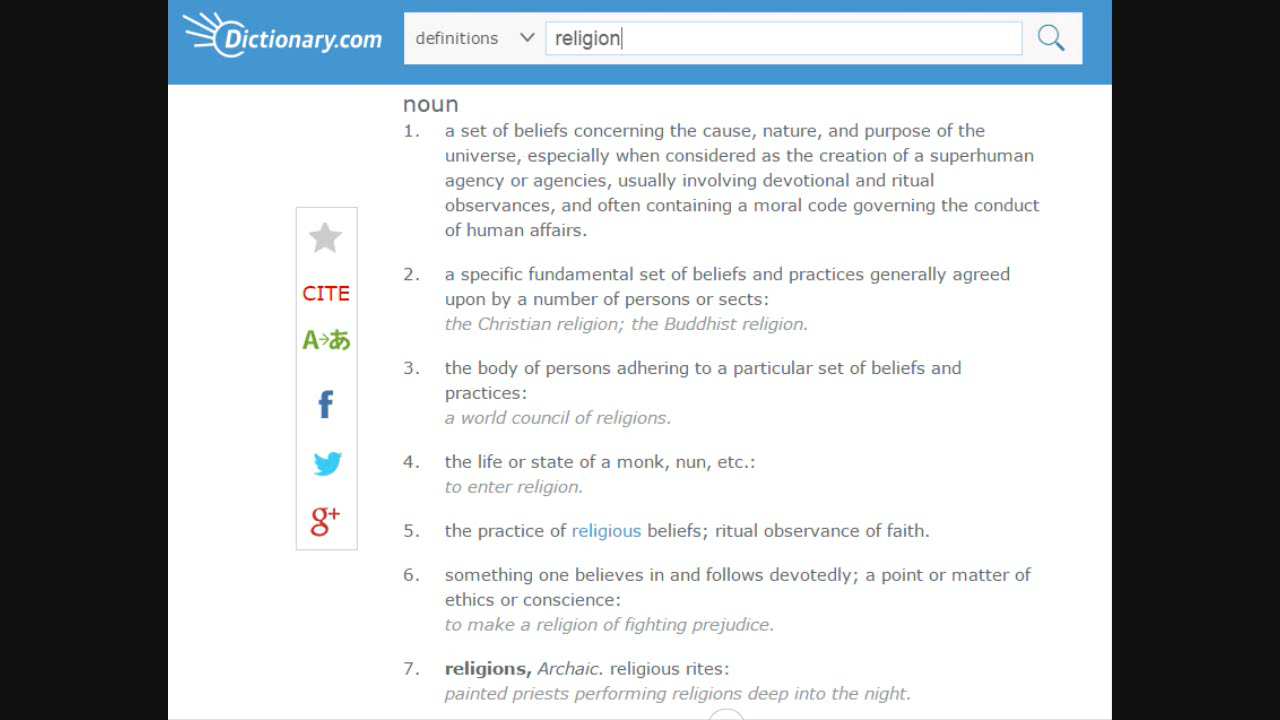 Dictionary.com
definitions
religion
noun
1. a set of beliefs concerning the cause, nature, and purpose of the
universe, especially when considered as the creation of a superhuman
agency or agencies, usually involving devotional and ritual
observances, and often containing a moral code governing the conduct
of human affairs.
2. a specific fundamental set of beliefs and practices generally agreed
upon by a number of persons or sects:
the Christian religion; the Buddhist religion.
3. the body of persons adhering to a particular set of beliefs and
practices:
a world council of religions.
4. the life or state of a monk, nun, etc.:
to enter religion.
5. the practice of religious beliefs; ritual observance of faith.
6. something one believes in and follows devotedly; a point or matter of
ethics or conscience:
to make a religion of fighting prejudice.
7. religions, Archaic. religious rites:
painted priests performing religions deep into the night.
CITE
A→あ
f
g+